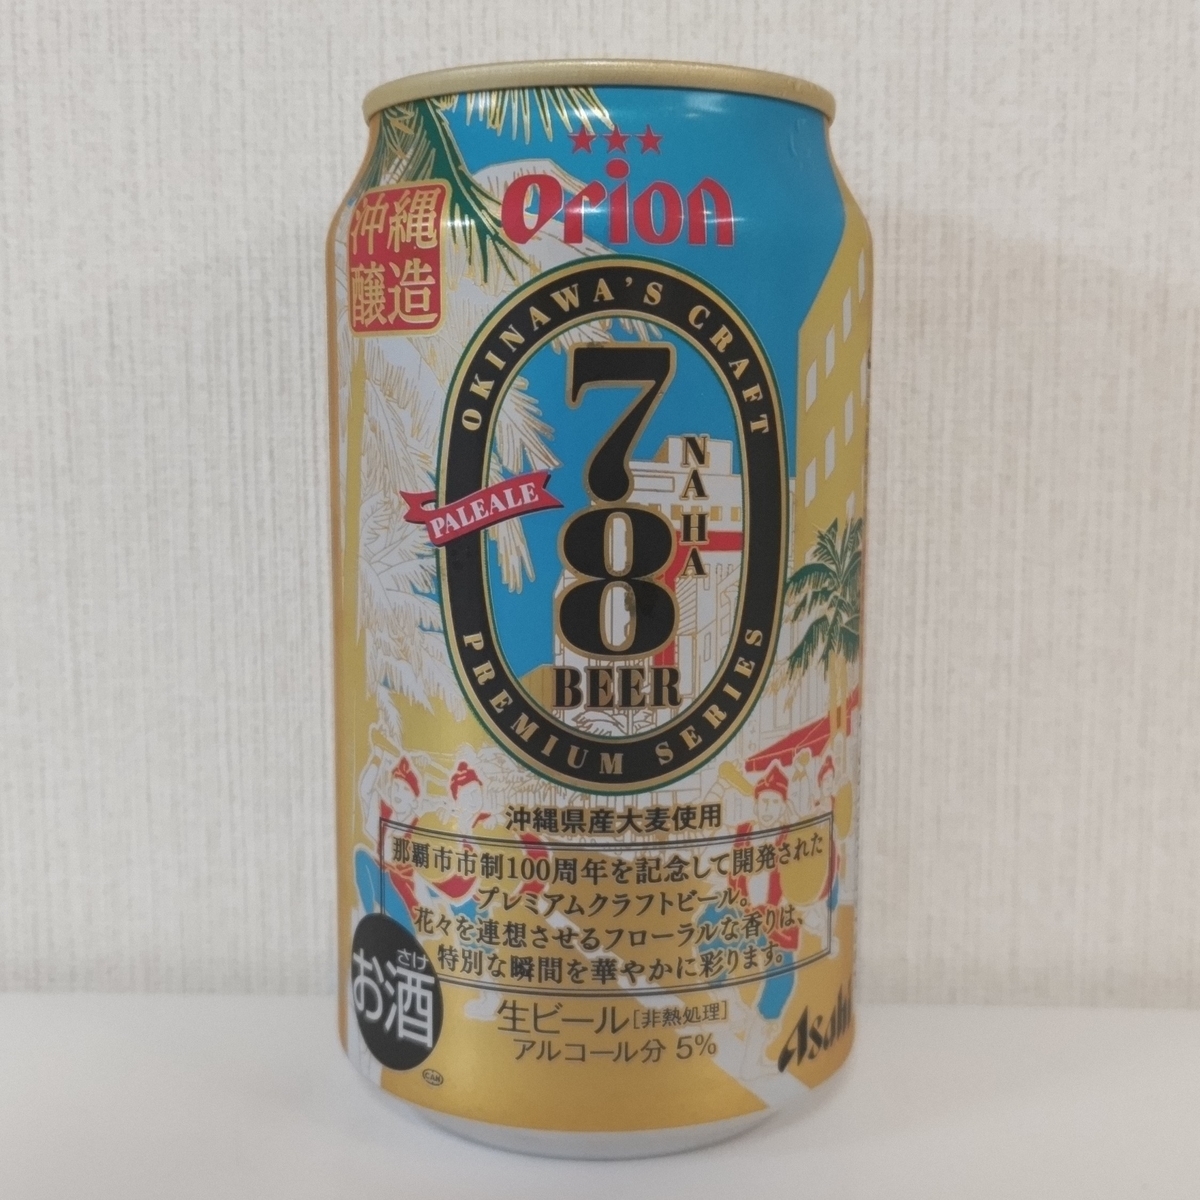 orion
沖縄
醸造
OKINAWA'S CRAFT
78
NAHA
PALEALE
BEER
PREMIUM SERIES
沖縄県産大麦使用
那覇市市制100周年を記念して開発された
プレミアムクラフトビール。
花々を連想させるフローラルな香りは、
特別な瞬間を華やかに彩ります。
さけ
お酒
生ビール[非熱処理]
アルコール分 5%
Asahi
CAN